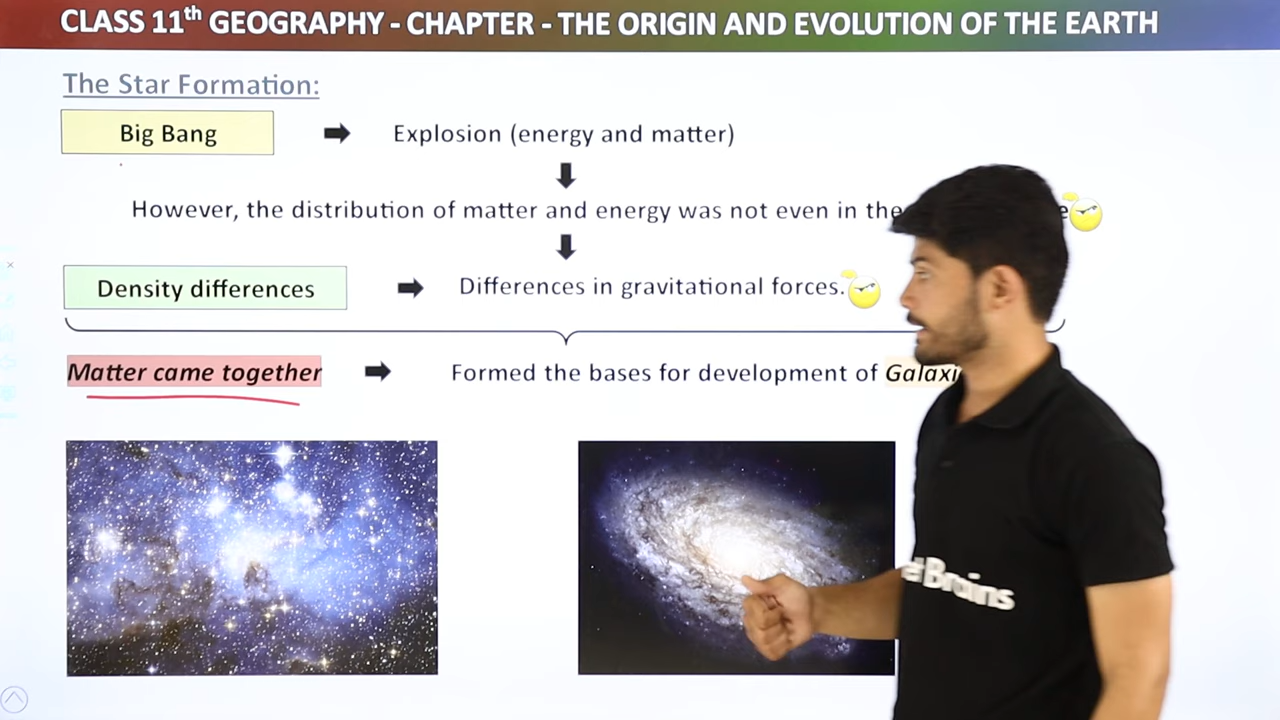 CLASS 11th GEOGRAPHY - CHAPTER - THE ORIGIN AND EVOLUTION OF THE EARTH
The Star Formation:
Big Bang
Explosion (energy and matter)
However, the distribution of matter and energy was not even in the
Density differences
Differences in gravitational forces.
Matter came together
Formed the bases for development of Galaxi
Brains